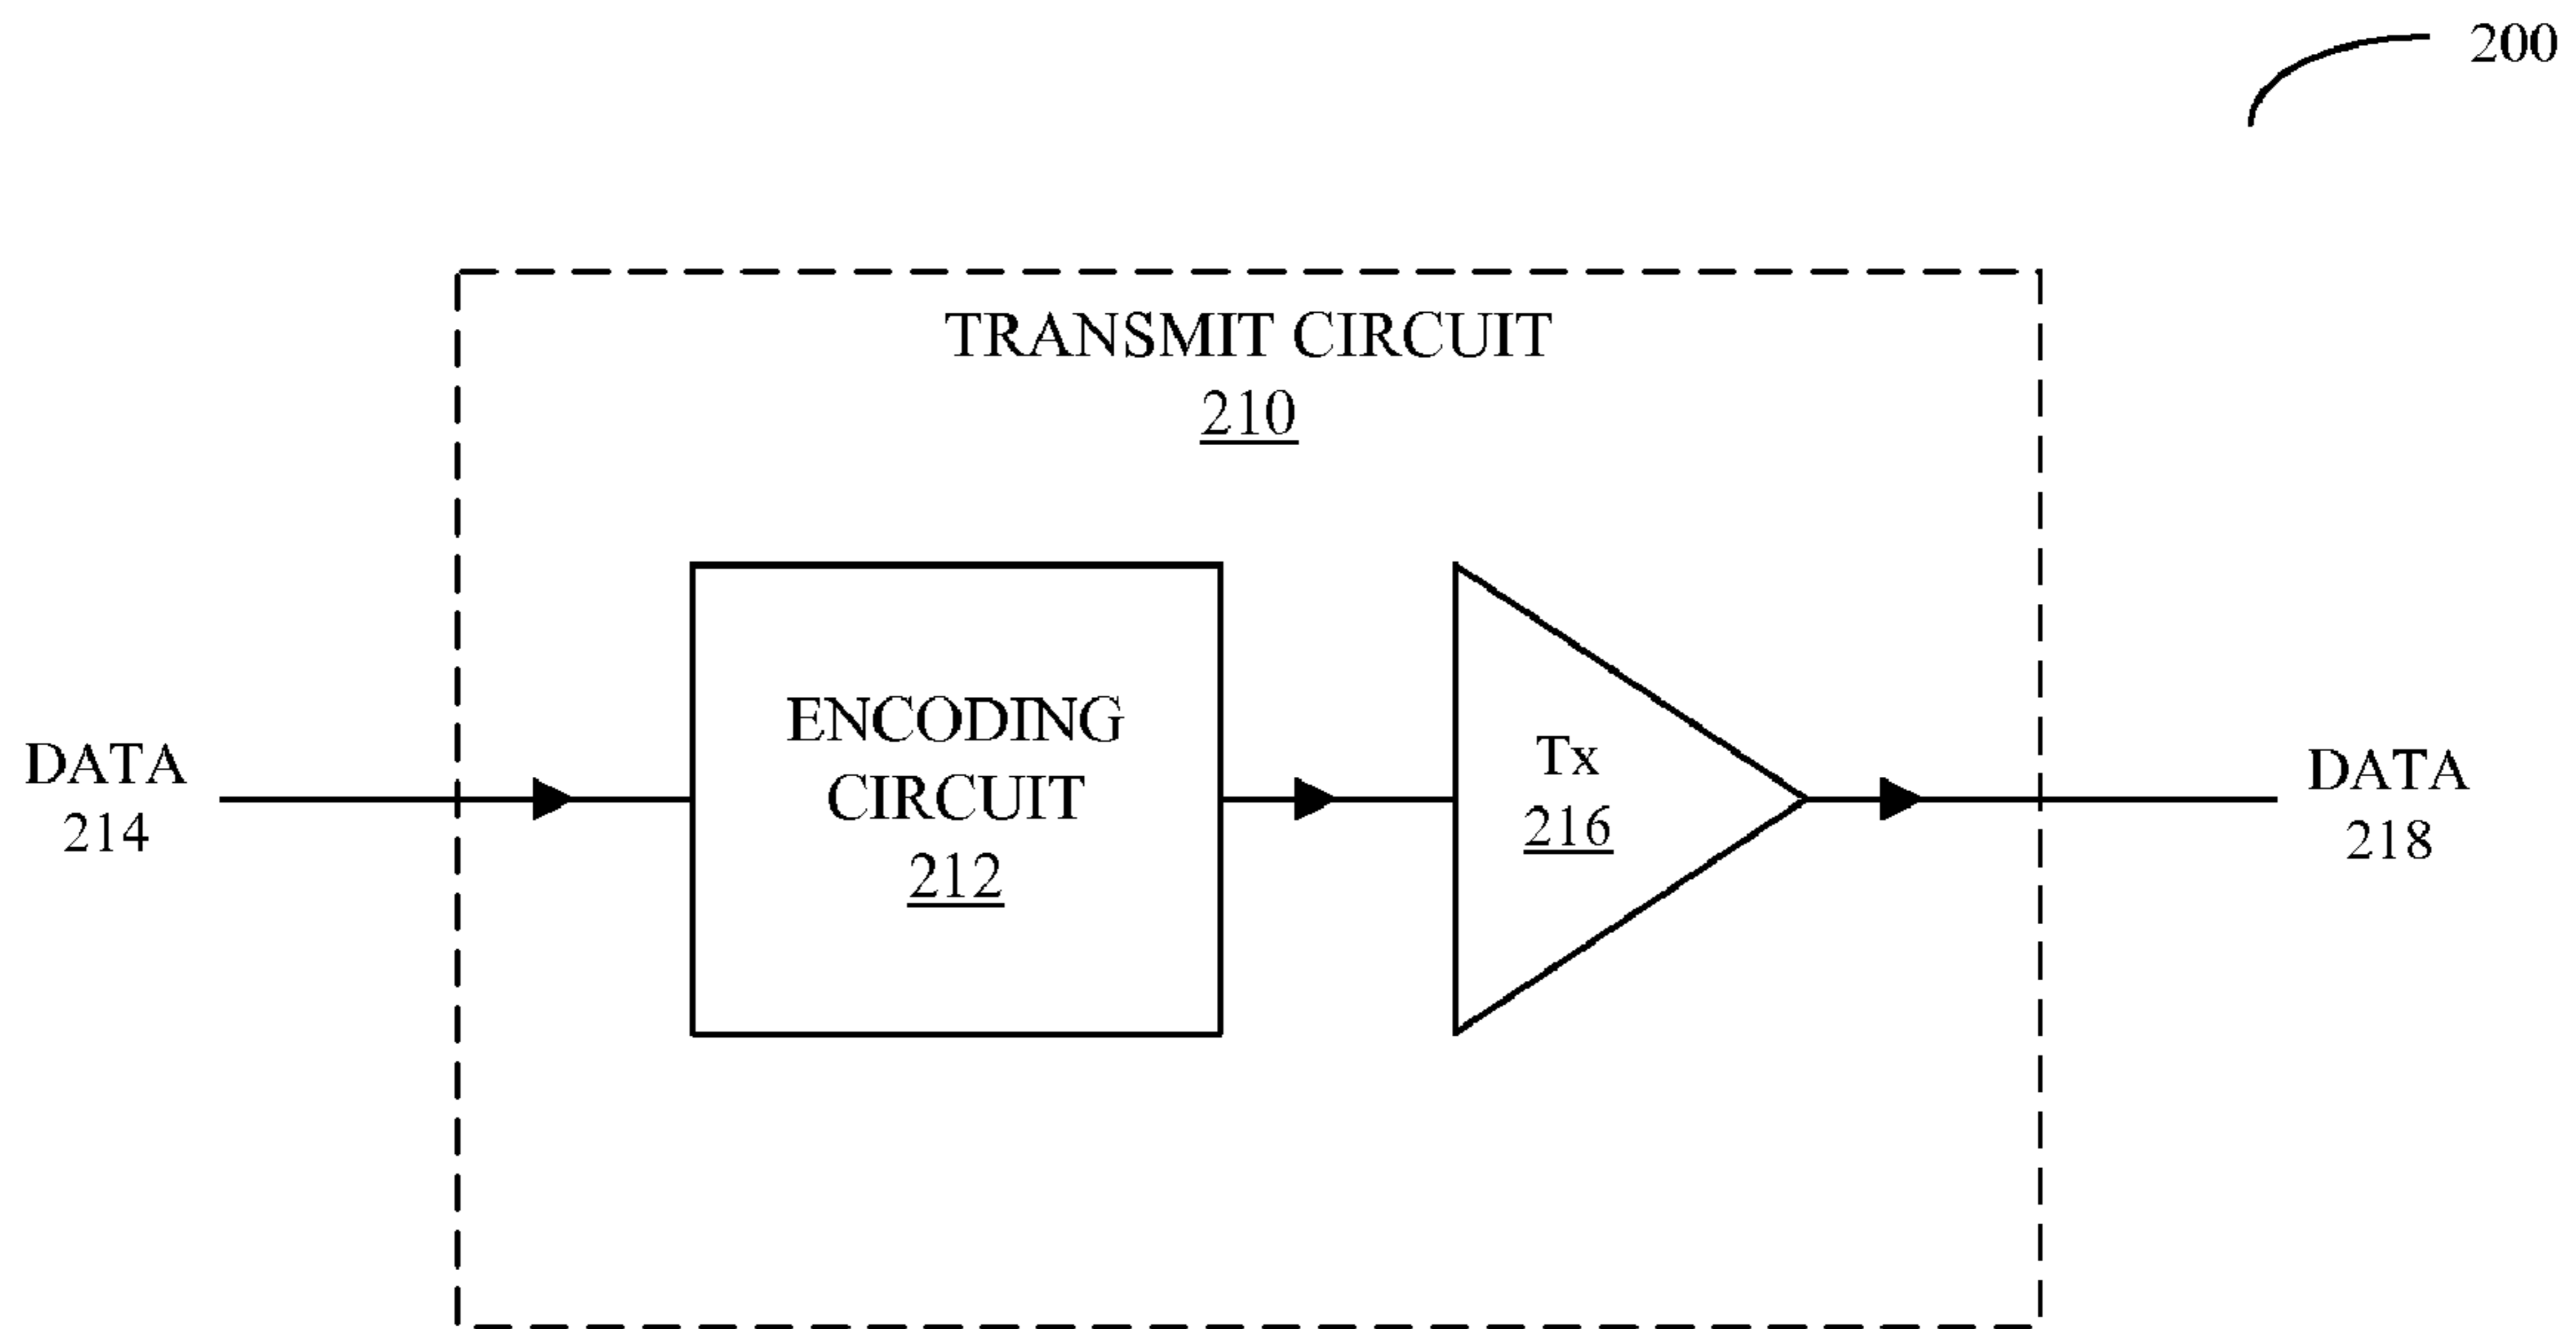 200
TRANSMIT CIRCUIT
210
DATA
214
ENCODING
CIRCUIT
212
Tx
216
DATA
218